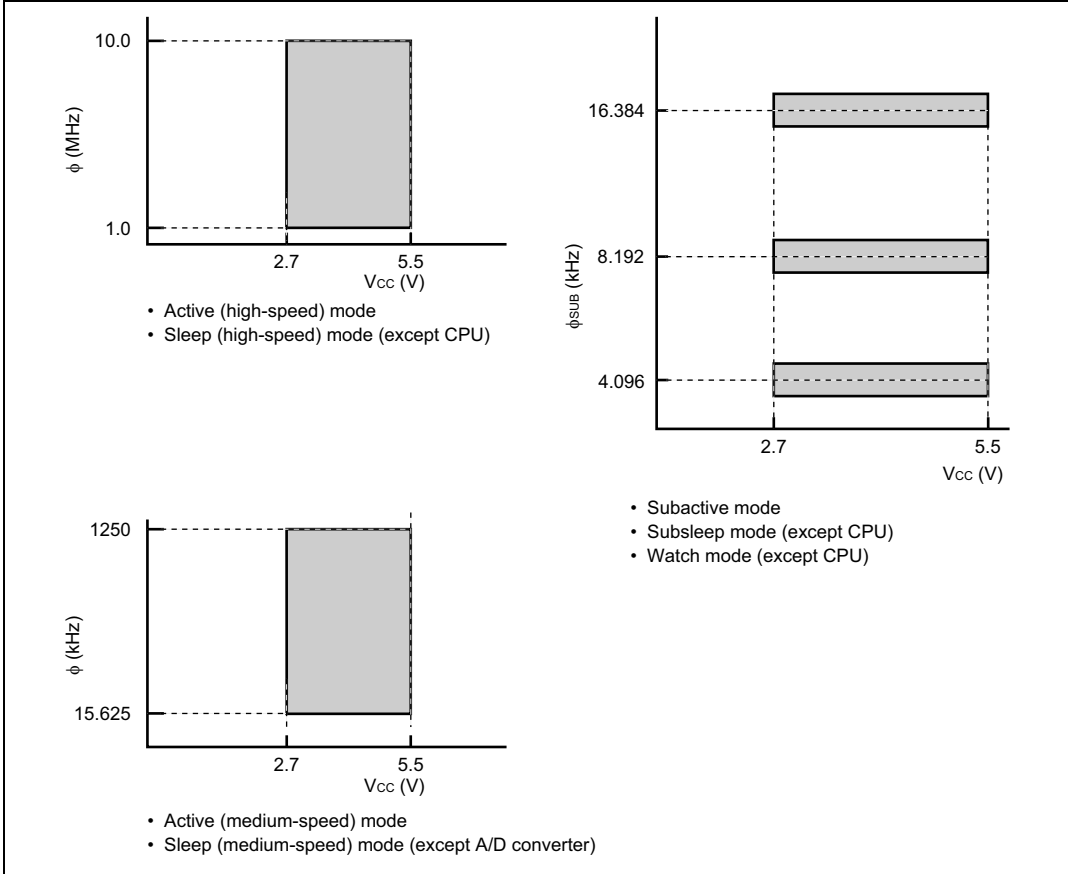 10.0
φ (MHz)
1.0
2.7
5.5
VCC (V)
• Active (high-speed) mode
• Sleep (high-speed) mode (except CPU)
16.384
8.192
φSUB (kHz)
4.096
2.7
5.5
VCC (V)
• Subactive mode
• Subsleep mode (except CPU)
• Watch mode (except CPU)
1250
φ (kHz)
15.625
2.7
5.5
VCC (V)
• Active (medium-speed) mode
• Sleep (medium-speed) mode (except A/D converter)